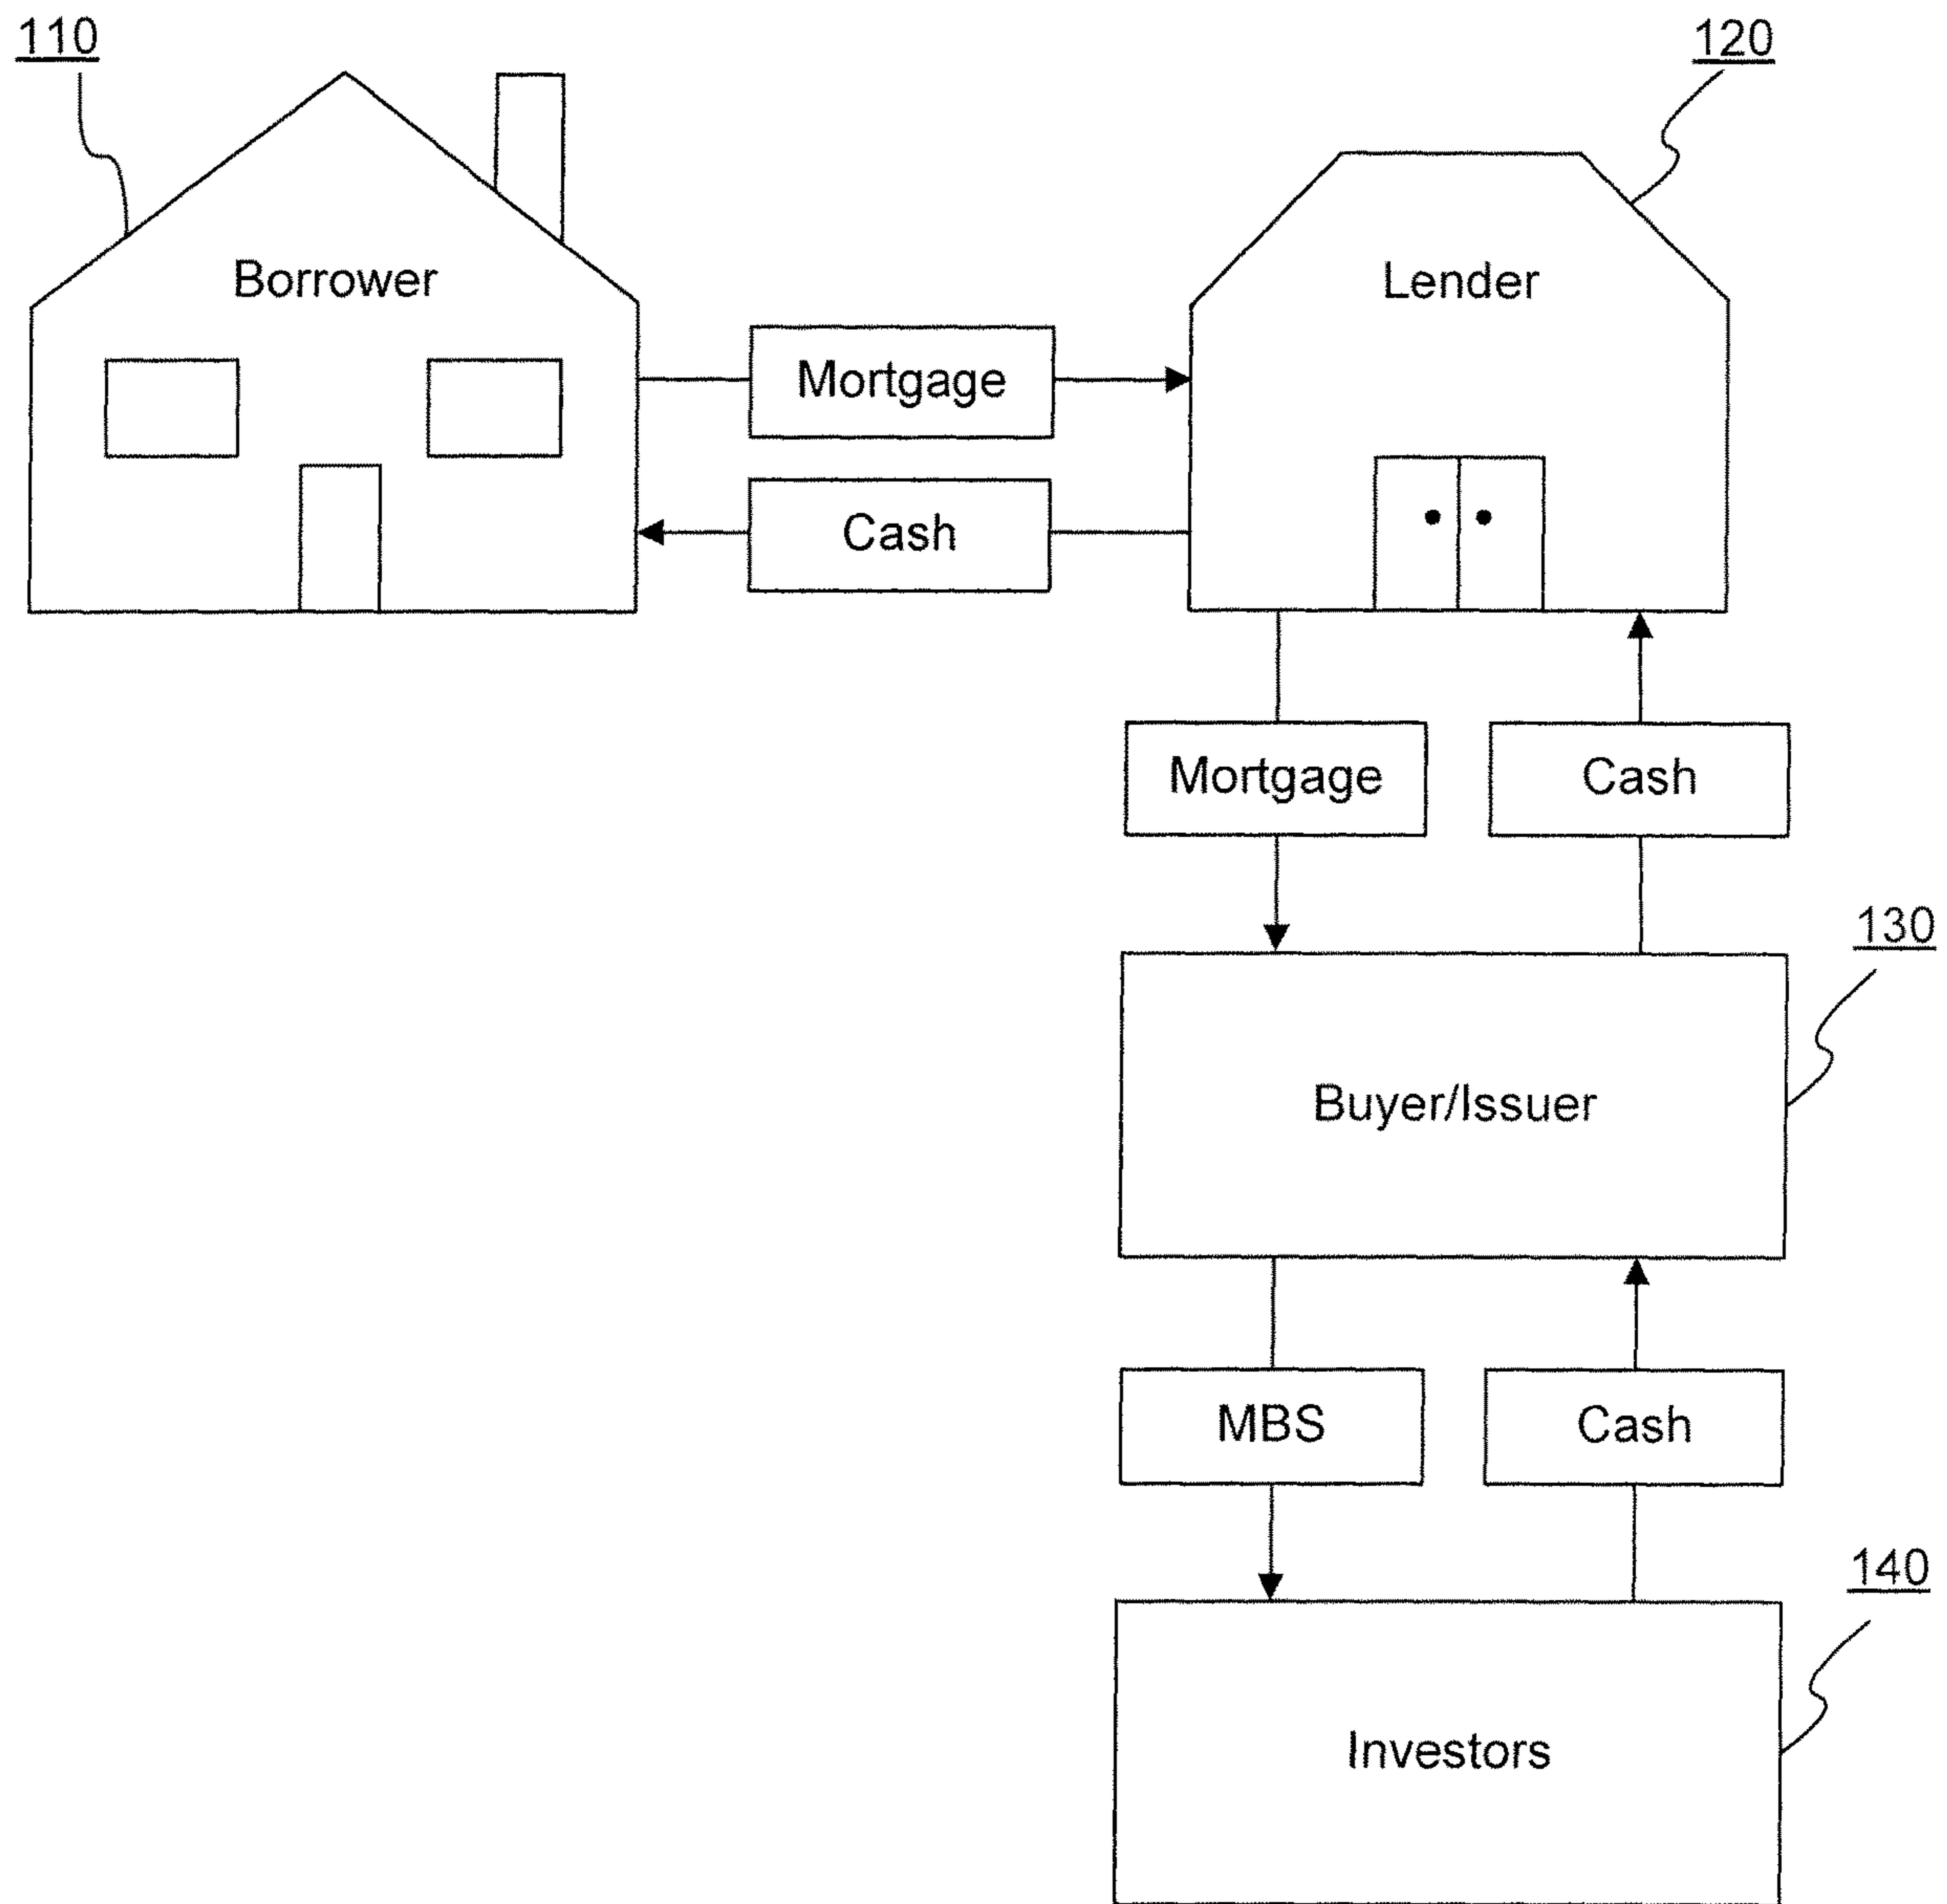 110
120
Borrower
Lender
Mortgage
Cash
Mortgage
Cash
130
Buyer/Issuer
MBS
Cash
140
Investors